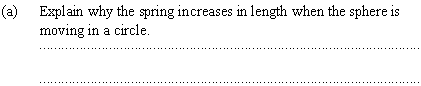 (a) Explain why the spring increases in length when the sphere is
moving in a circle.